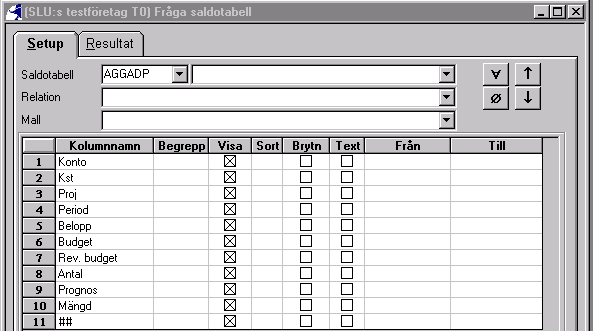 (SLU:s testföretag T0) Fråga saldotabell
Setup Resultat
Saldotabell AGGADP ∀ ↑
Relation Ø ↓
Mall
Kolumnnamn Begrepp Visa Sort Brytn Text Från Till
1 Konto
2 Kst
3 Proj
4 Period
5 Belopp
6 Budget
7 Rev. budget
8 Antal
9 Prognos
10 Mängd
11 ##